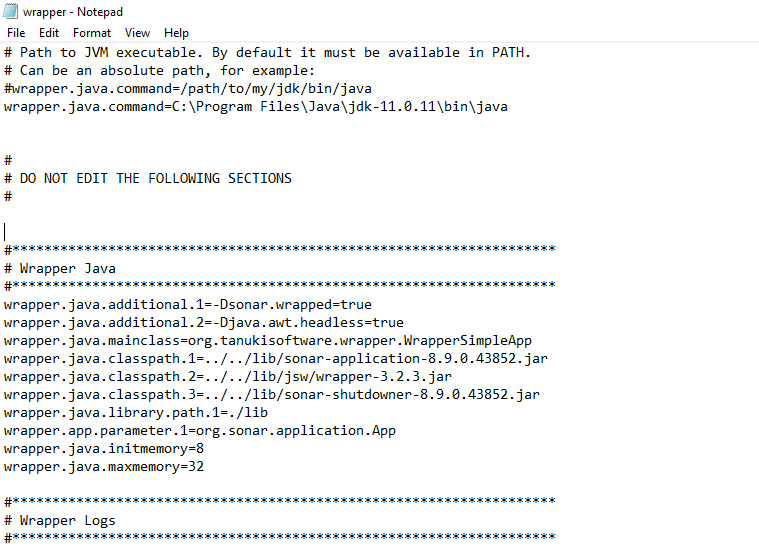 wrapper - Notepad
File Edit Format View Help
# Path to JVM executable. By default it must be available in PATH.
# Can be an absolute path, for example:
#wrapper.java.command=/path/to/my/jdk/bin/java
wrapper.java.command=C:\Program Files\Java\jdk-11.0.11\bin\java
#
# DO NOT EDIT THE FOLLOWING SECTIONS
#
#********************************************************************
# Wrapper Java
#********************************************************************
wrapper.java.additional.1=-Dsonar.wrapped=true
wrapper.java.additional.2=-Djava.awt.headless=true
wrapper.java.mainclass=org.tanukisoftware.wrapper.WrapperSimpleApp
wrapper.java.classpath.1=../../lib/sonar-application-8.9.0.43852.jar
wrapper.java.classpath.2=../../lib/jsw/wrapper-3.2.3.jar
wrapper.java.classpath.3=../../lib/sonar-shutdowner-8.9.0.43852.jar
wrapper.java.library.path.1=./lib
wrapper.app.parameter.1=org.sonar.application.App
wrapper.java.initmemory=8
wrapper.java.maxmemory=32
#********************************************************************
# Wrapper Logs
#********************************************************************